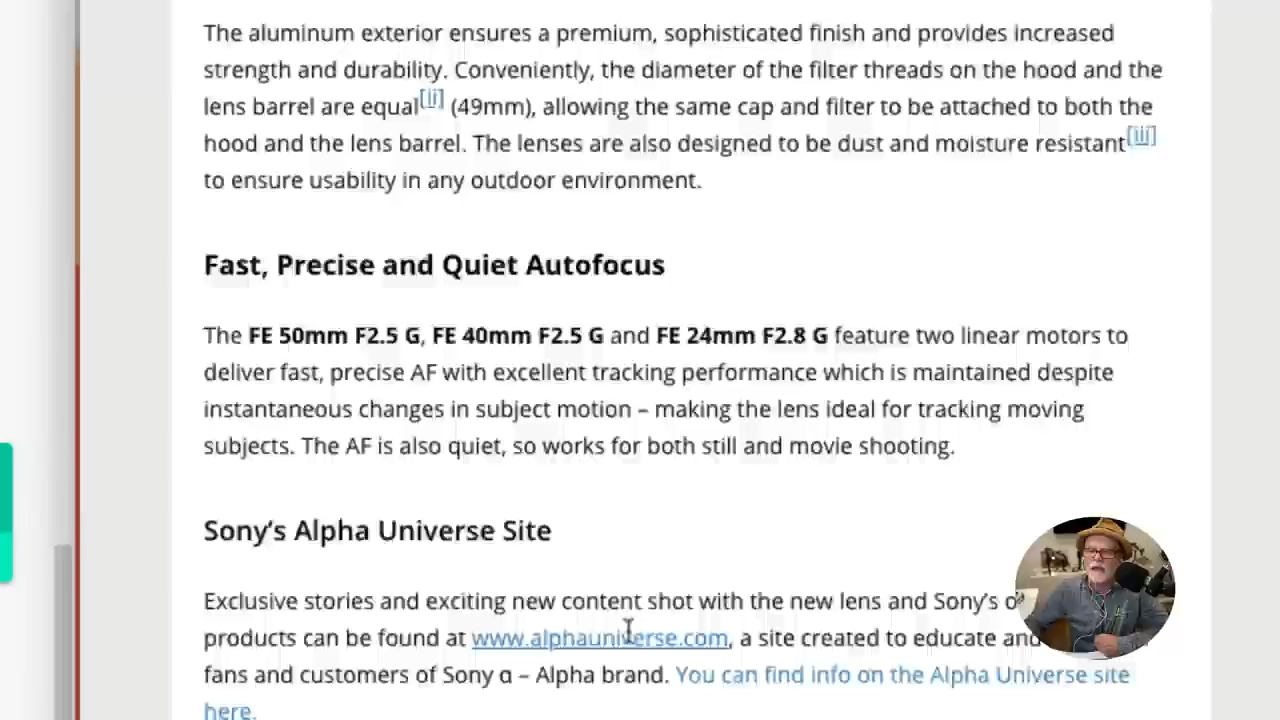 The aluminum exterior ensures a premium, sophisticated finish and provides increased
strength and durability. Conveniently, the diameter of the filter threads on the hood and the
lens barrel are equal[ii] (49mm), allowing the same cap and filter to be attached to both the
hood and the lens barrel. The lenses are also designed to be dust and moisture resistant[iii]
to ensure usability in any outdoor environment.
Fast, Precise and Quiet Autofocus
The FE 50mm F2.5 G, FE 40mm F2.5 G and FE 24mm F2.8 G feature two linear motors to
deliver fast, precise AF with excellent tracking performance which is maintained despite
instantaneous changes in subject motion – making the lens ideal for tracking moving
subjects. The AF is also quiet, so works for both still and movie shooting.
Sony’s Alpha Universe Site
Exclusive stories and exciting new content shot with the new lens and Sony’s
products can be found at www.alphauniverse.com, a site created to educate and
fans and customers of Sony α – Alpha brand. You can find info on the Alpha Universe site
here.